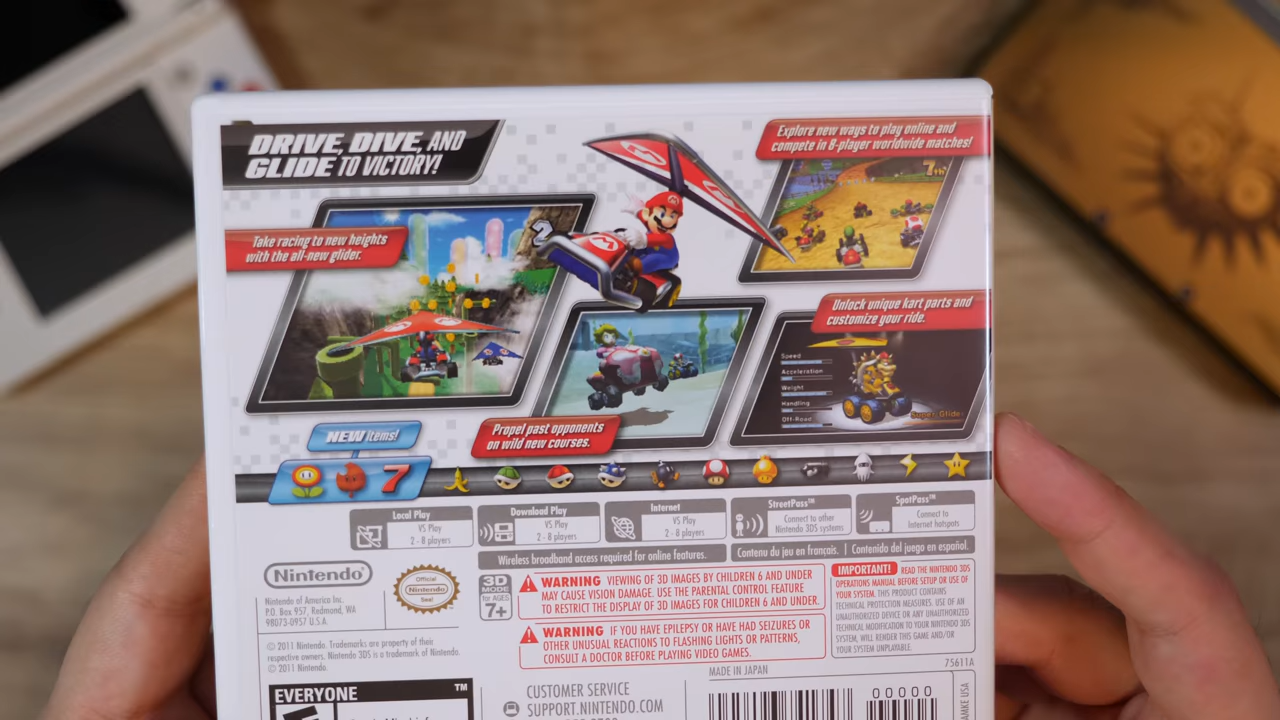 DRIVE, DIVE, AND
GLIDE TO VICTORY!
Explore new ways to play online and
compete in 8-player worldwide matches!
7th
Take racing to new heights
with the all-new glider.
2
Unlock unique kart parts and
customize your ride.
Speed
Acceleration
Weight
Handling
Off-Road
Super Glider
Propel past opponents
on wild new courses.
NEW items!
7
Local Play
VS Play
2 - 8 players
Download Play
VS Play
2 - 8 players
Internet
VS Play
2 - 8 players
StreetPass™
Connect to other
Nintendo 3DS systems
SpotPass™
Connect to
Internet hotspots
Wireless broadband access required for online features.
Contenu du jeu en français. | Contenido del juego en español.
Nintendo®
Nintendo of America Inc.
P.O. Box 957, Redmond, WA
98073-0957 U.S.A.
Official
Nintendo
Seal
3D
MODE
for AGES
7+
WARNING VIEWING OF 3D IMAGES BY CHILDREN 6 AND UNDER
MAY CAUSE VISION DAMAGE. USE THE PARENTAL CONTROL FEATURE
TO RESTRICT THE DISPLAY OF 3D IMAGES FOR CHILDREN 6 AND UNDER.
WARNING IF YOU HAVE EPILEPSY OR HAVE HAD SEIZURES OR
OTHER UNUSUAL REACTIONS TO FLASHING LIGHTS OR PATTERNS,
CONSULT A DOCTOR BEFORE PLAYING VIDEO GAMES.
IMPORTANT! READ THE NINTENDO 3DS
OPERATIONS MANUAL BEFORE SETUP OR USE OF
YOUR SYSTEM. THIS PRODUCT CONTAINS
TECHNICAL PROTECTION MEASURES. USE OF AN
UNAUTHORIZED DEVICE OR ANY UNAUTHORIZED
TECHNICAL MODIFICATION TO YOUR NINTENDO 3DS
SYSTEM, WILL RENDER THIS GAME AND/OR
YOUR SYSTEM UNPLAYABLE.
© 2011 Nintendo. Trademarks are property of their
respective owners. Nintendo 3DS is a trademark of Nintendo.
© 2011 Nintendo.
MADE IN JAPAN
75611A
EVERYONE
TM
CUSTOMER SERVICE
SUPPORT.NINTENDO.COM
00000
AMKE USA